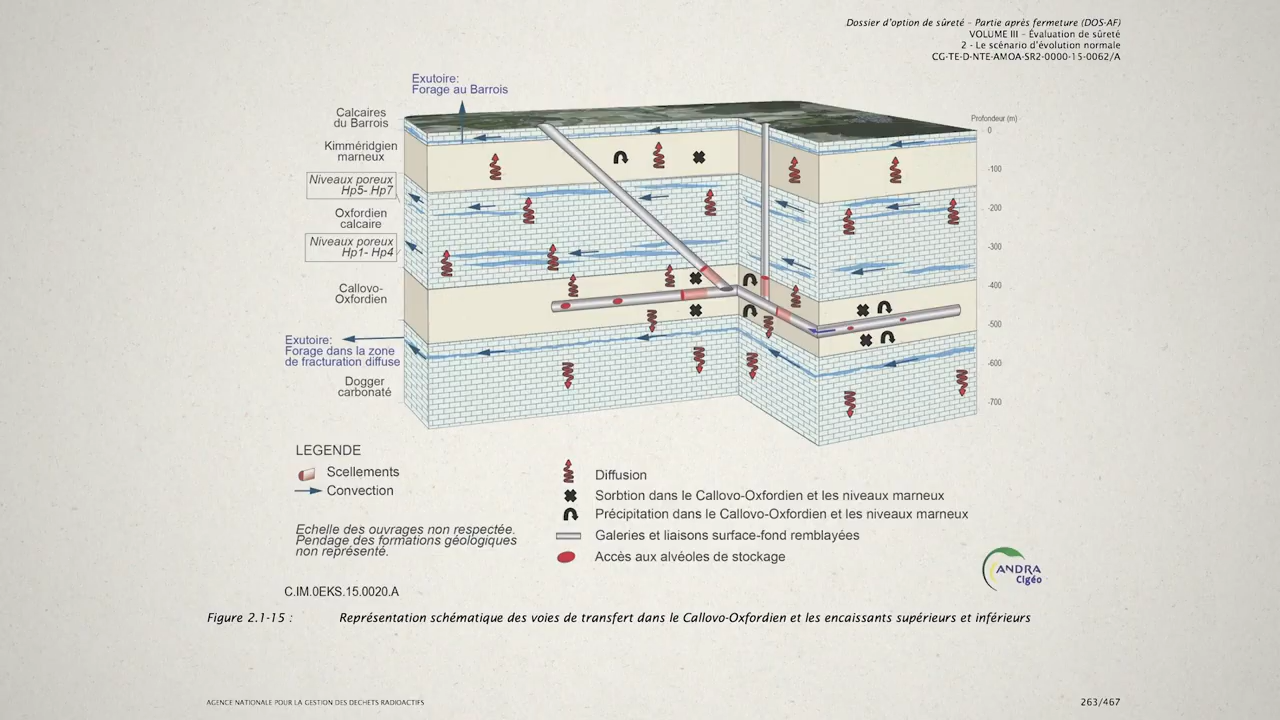 Dossier d'option de sûreté - Partie après fermeture (DOS-AF)
VOLUME III - Évaluation de sûreté
2 - Le scénario d'évolution normale
CG-TE-D-NTE-AMOA-SR2-0000-15-0062/A
Exutoire:
Forage au Barrois
Calcaires
du Barrois
Kimméridgien
marneux
Niveaux poreux
Hp5- Hp7
Oxfordien
calcaire
Niveaux poreux
Hp1- Hp4
Callovo-
Oxfordien
Exutoire:
Forage dans la zone
de fracturation diffuse
Dogger
carbonaté
Profondeur (m)
0
-100
-200
-300
-400
-500
-600
-700
LEGENDE
Scellements
Convection
Echelle des ouvrages non respectée.
Pendage des formations géologiques
non représenté.
Diffusion
Sorbtion dans le Callovo-Oxfordien et les niveaux marneux
Précipitation dans le Callovo-Oxfordien et les niveaux marneux
Galeries et liaisons surface-fond remblayées
Accès aux alvéoles de stockage
ANDRA
Cigéo
C.IM.0EKS.15.0020.A
Figure 2.1-15 : Représentation schématique des voies de transfert dans le Callovo-Oxfordien et les encaissants supérieurs et inférieurs
AGENCE NATIONALE POUR LA GESTION DES DECHETS RADIOACTIFS
263/467